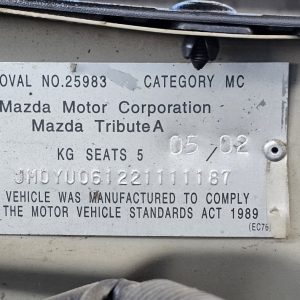 OVAL NO.25983 CATEGORY MC
Mazda Motor Corporation
Mazda TributeA
KG SEATS 5 05/02
JM0YU061221111187
VEHICLE WAS MANUFACTURED TO COMPLY
THE MOTOR VEHICLE STANDARDS ACT 1989
(EC76)